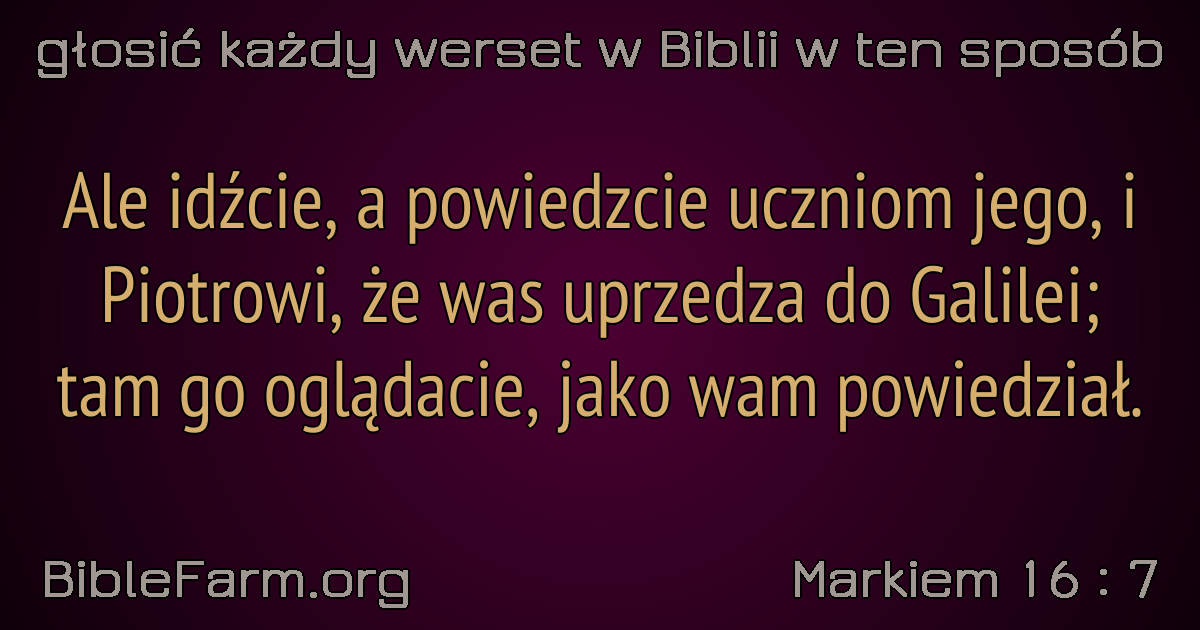 głosić każdy werset w Biblii w ten sposób
Ale idźcie, a powiedzcie uczniom jego, i
Piotrowi, że was uprzedza do Galilei;
tam go oglądacie, jako wam powiedział.
BibleFarm.org
Markiem 16 : 7